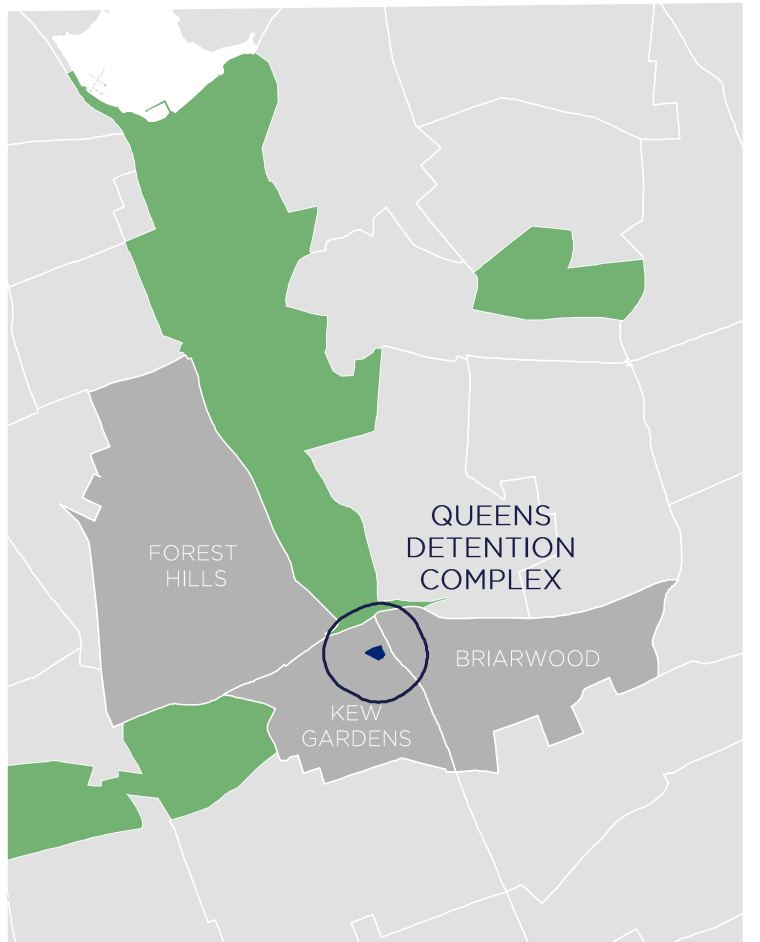 QUEENS
DETENTION
COMPLEX
FOREST
HILLS
BRIARWOOD
KEW
GARDENS